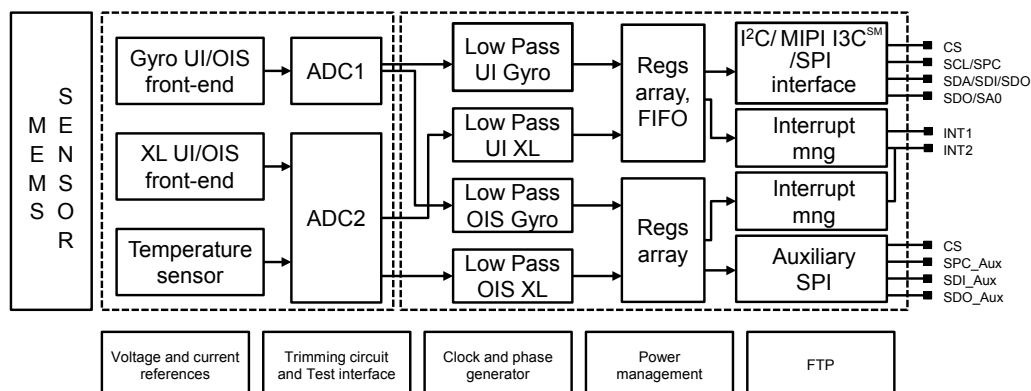 MEMS
SENSOR
Gyro UI/OIS
front-end
XL UI/OIS
front-end
Temperature
sensor
ADC1
ADC2
Low Pass
UI Gyro
Low Pass
UI XL
Low Pass
OIS Gyro
Low Pass
OIS XL
Regs
array,
FIFO
Regs
array
I²C/ MIPI I3C℠
/SPI
interface
Interrupt
mng
Interrupt
mng
Auxiliary
SPI
CS
SCL/SPC
SDA/SDI/SDO
SDO/SA0
INT1
INT2
CS
SPC_Aux
SDI_Aux
SDO_Aux
Voltage and current
references
Trimming circuit
and Test interface
Clock and phase
generator
Power
management
FTP